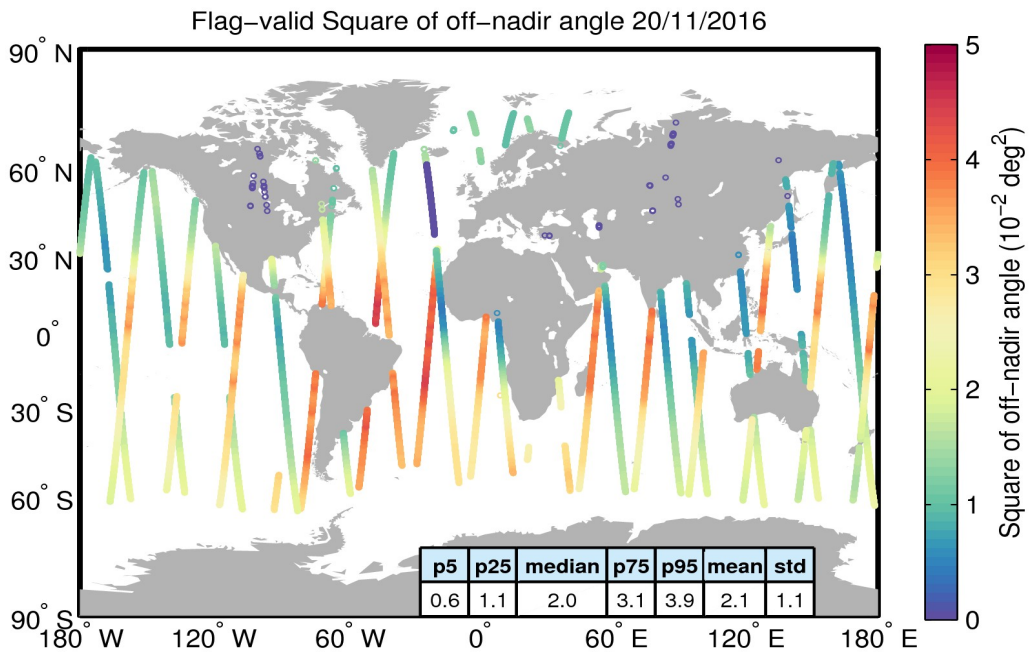 Flag−valid Square of off−nadir angle 20/11/2016
90° N
60° N
30° N
0°
30° S
60° S
90° S
180° W
120° W
60° W
0°
60° E
120° E
180° E
p5 p25 median p75 p95 mean std
0.6 1.1 2.0 3.1 3.9 2.1 1.1
5
4
3
2
1
0
Square of off−nadir angle (10⁻² deg²)